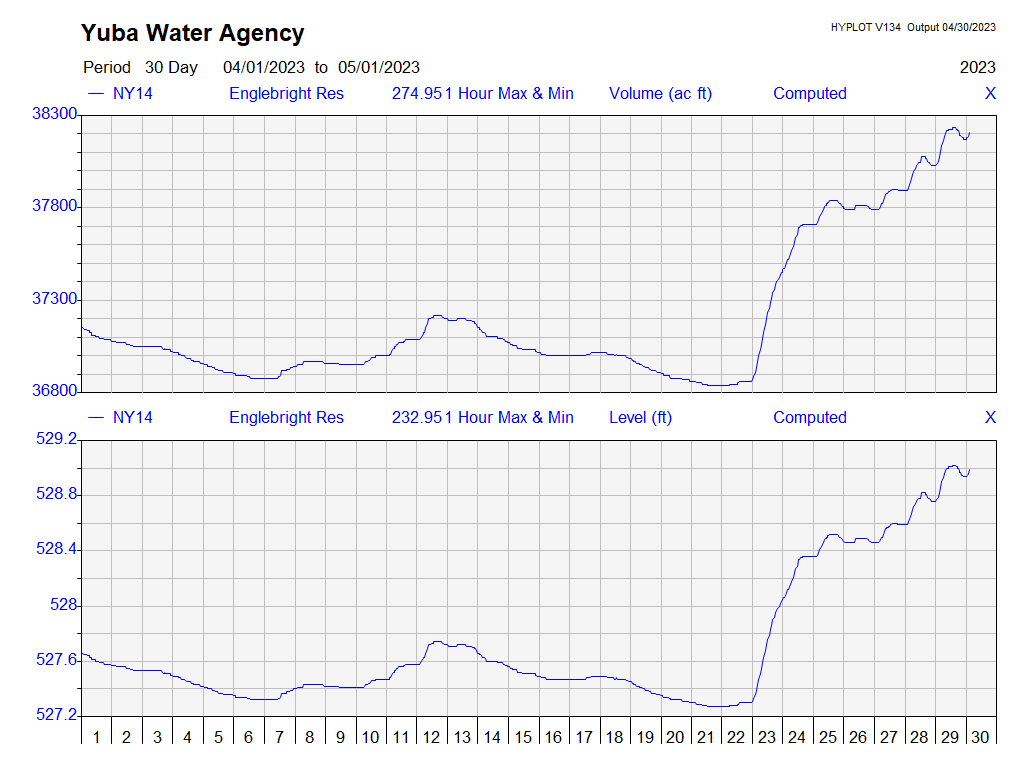 Yuba Water Agency
HYPLOT V134 Output 04/30/2023
Period 30 Day 04/01/2023 to 05/01/2023
2023
— NY14 Englebright Res 274.951 Hour Max & Min Volume (ac ft) Computed X
38300
37800
37300
36800
— NY14 Englebright Res 232.951 Hour Max & Min Level (ft) Computed X
529.2
528.8
528.4
528
527.6
527.2
1 2 3 4 5 6 7 8 9 10 11 12 13 14 15 16 17 18 19 20 21 22 23 24 25 26 27 28 29 30